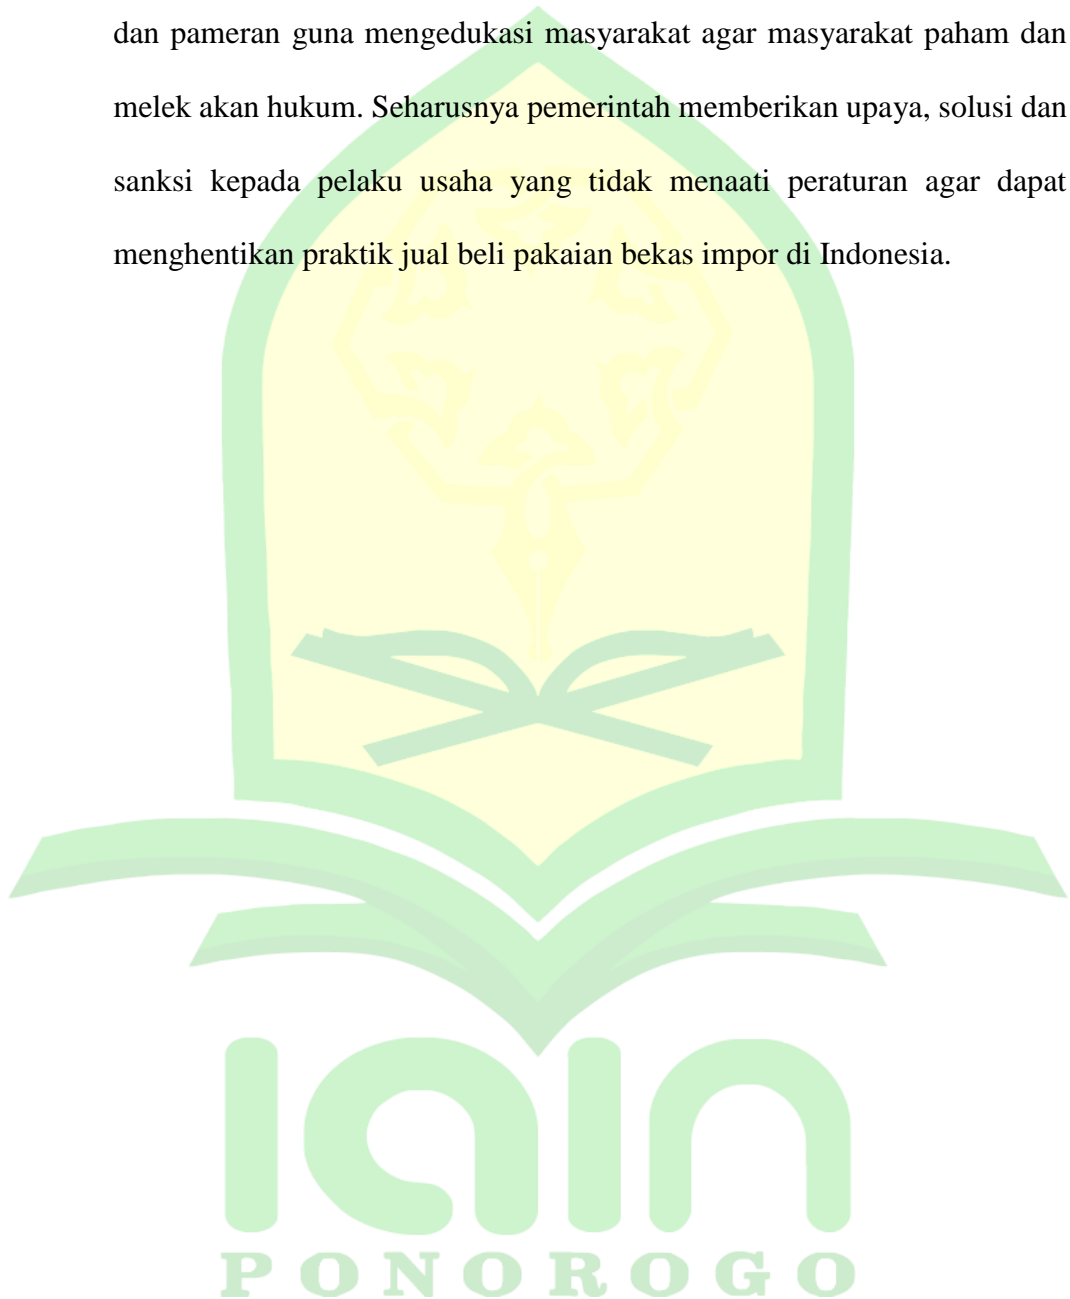 dan pameran guna mengedukasi masyarakat agar masyarakat paham dan
melek akan hukum. Seharusnya pemerintah memberikan upaya, solusi dan
sanksi kepada pelaku usaha yang tidak menaati peraturan agar dapat
menghentikan praktik jual beli pakaian bekas impor di Indonesia.
iain
PONOROGO